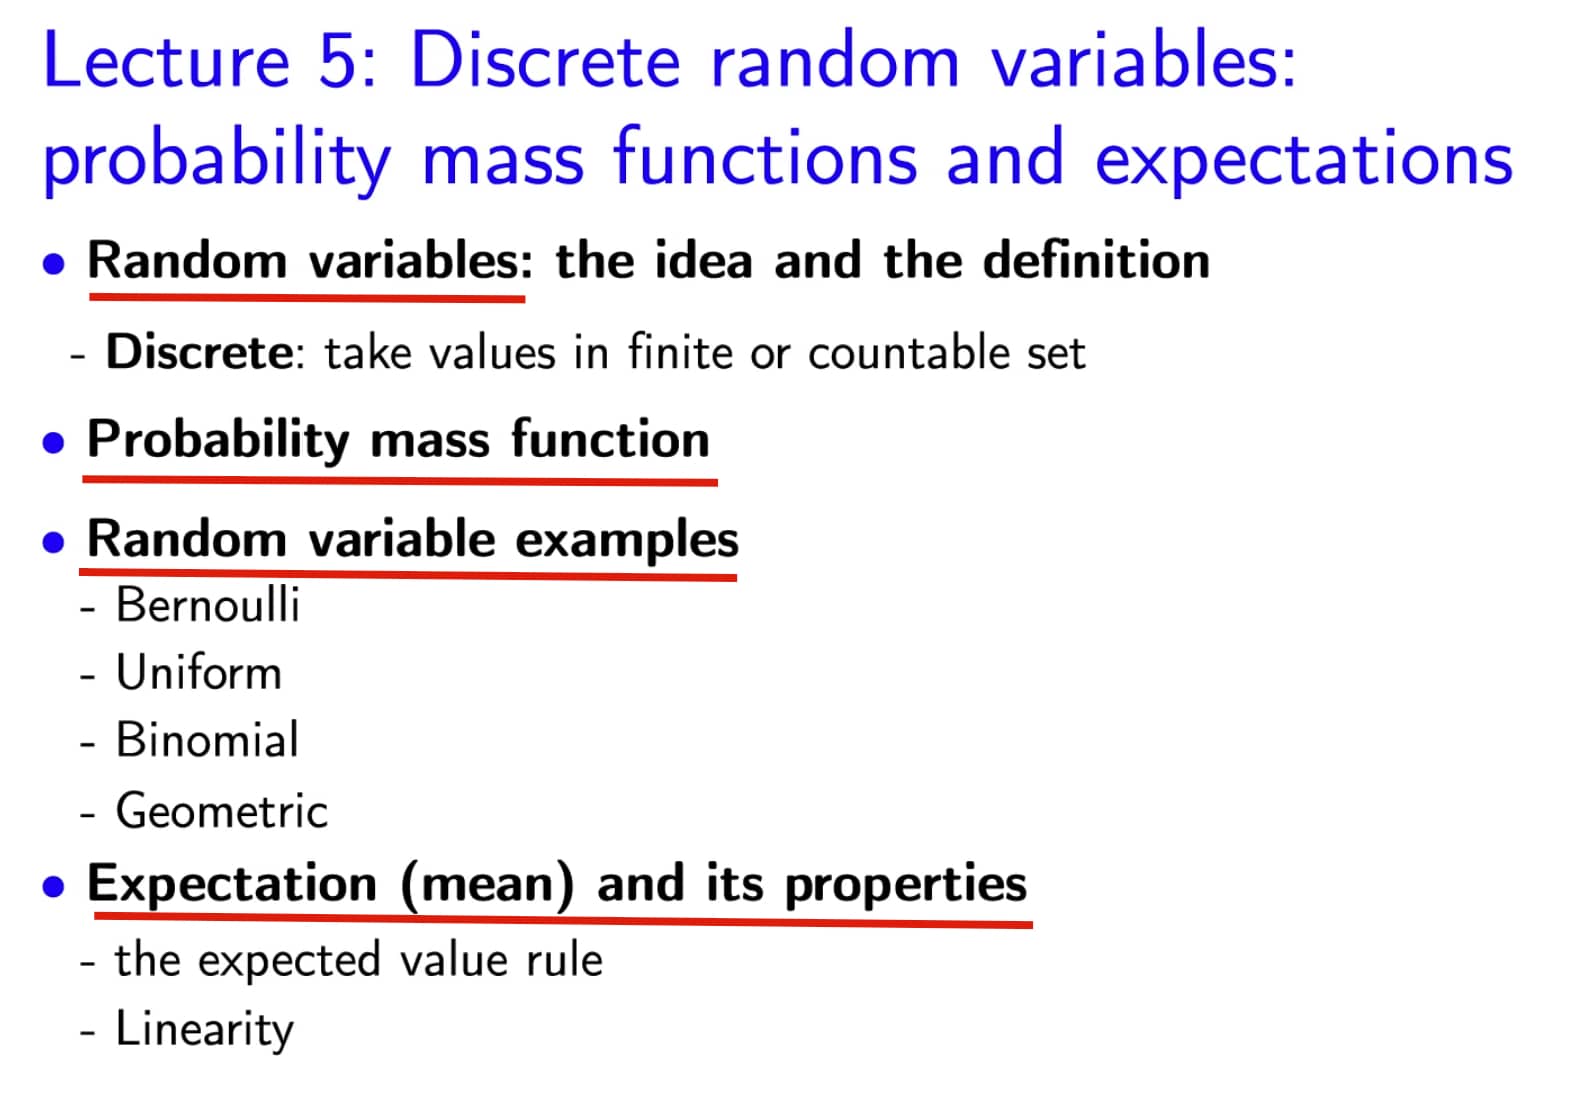 Lecture 5: Discrete random variables:
probability mass functions and expectations
• Random variables: the idea and the definition
- Discrete: take values in finite or countable set
• Probability mass function
• Random variable examples
- Bernoulli
- Uniform
- Binomial
- Geometric
• Expectation (mean) and its properties
- the expected value rule
- Linearity